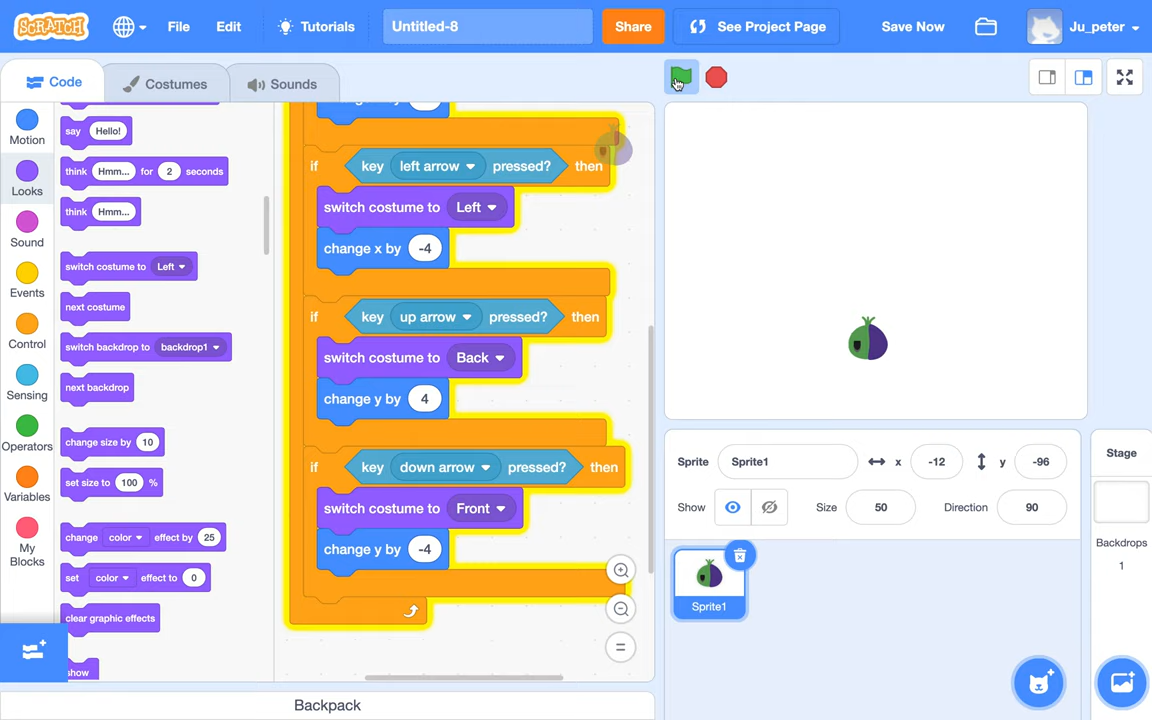 SCRATCH
File
Edit
Tutorials
Untitled-8
Share
See Project Page
Save Now
Ju_peter
Code
Costumes
Sounds
Motion
Looks
Sound
Events
Control
Sensing
Operators
Variables
My
Blocks
say Hello!
think Hmm... for 2 seconds
think Hmm...
switch costume to Left
next costume
switch backdrop to backdrop1
next backdrop
change size by 10
set size to 100 %
change color effect by 25
set color effect to 0
clear graphic effects
show
if key left arrow pressed? then
switch costume to Left
change x by -4
if key up arrow pressed? then
switch costume to Back
change y by 4
if key down arrow pressed? then
switch costume to Front
change y by -4
Backpack
Sprite Sprite1 x -12 y -96
Show Size 50 Direction 90
Sprite1
Stage
Backdrops
1